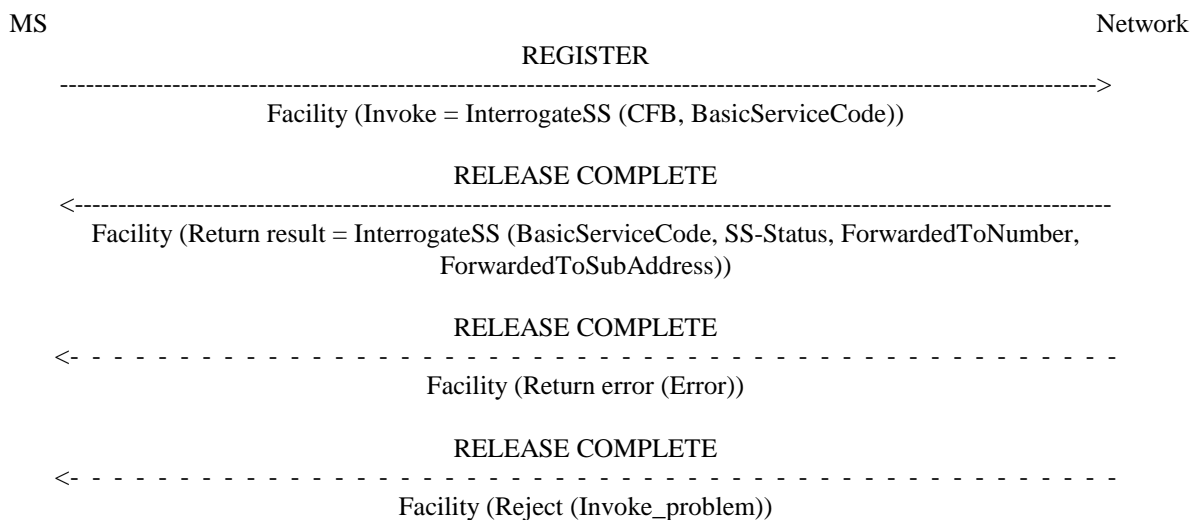 MS Network
REGISTER
Facility (Invoke = InterrogateSS (CFB, BasicServiceCode))
RELEASE COMPLETE
Facility (Return result = InterrogateSS (BasicServiceCode, SS-Status, ForwardedToNumber,
ForwardedToSubAddress))
RELEASE COMPLETE
Facility (Return error (Error))
RELEASE COMPLETE
Facility (Reject (Invoke_problem))